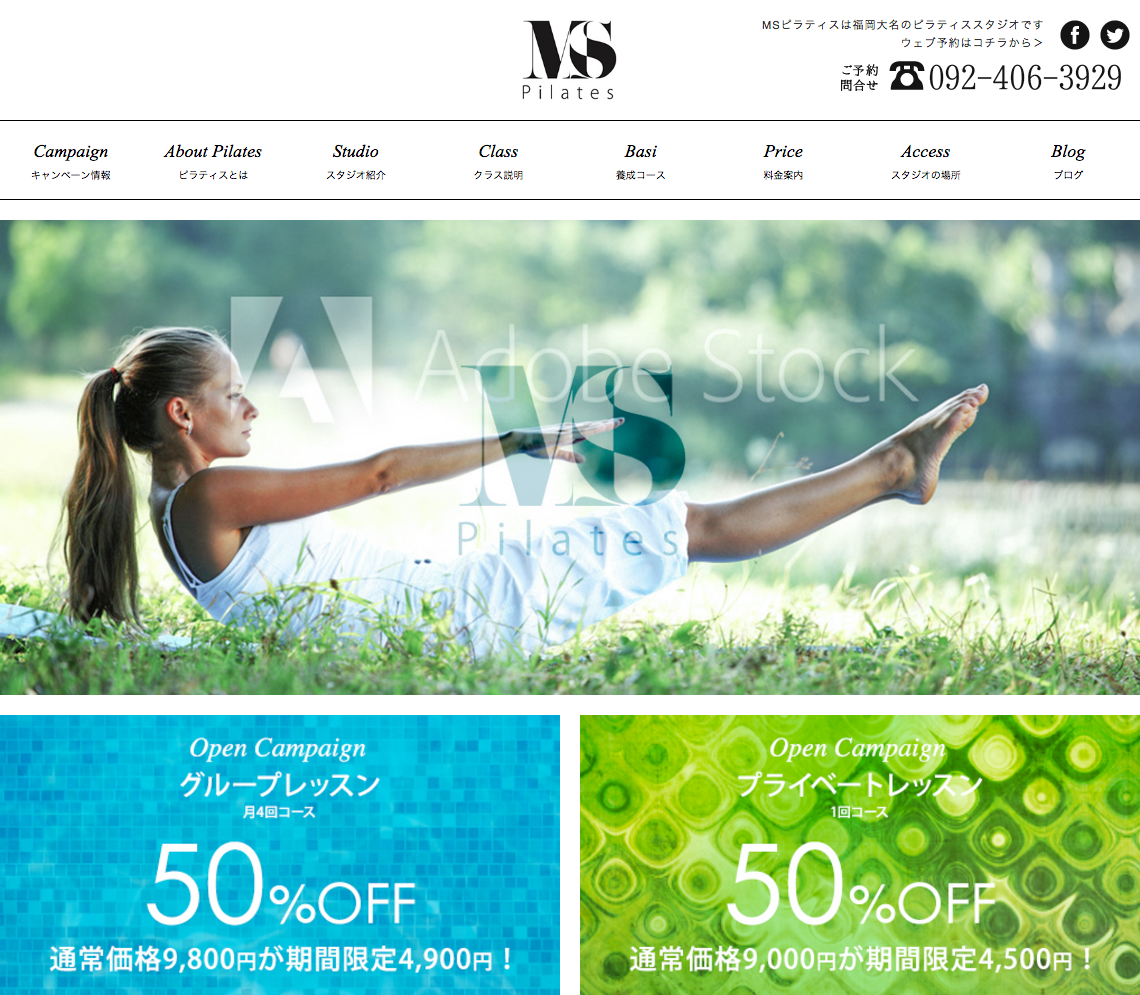 MS
Pilates
MSピラティスは福岡大名のピラティススタジオです
ウェブ予約はコチラから＞
ご予約
問合せ
092-406-3929
Campaign
キャンペーン情報
About Pilates
ピラティスとは
Studio
スタジオ紹介
Class
クラス説明
Basi
養成コース
Price
料金案内
Access
スタジオの場所
Blog
ブログ
Adobe Stock
MS
Pilates
Open Campaign
グループレッスン
月4回コース
50%OFF
通常価格9,800円が期間限定4,900円！
Open Campaign
プライベートレッスン
1回コース
50%OFF
通常価格9,000円が期間限定4,500円！